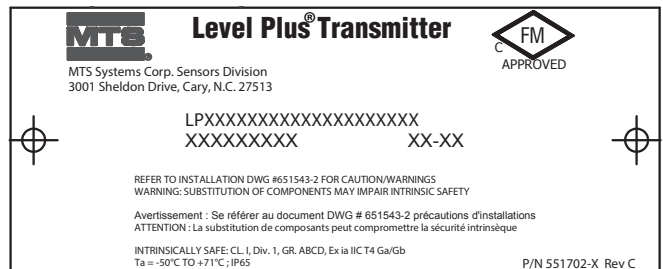 MTS®
Level Plus® Transmitter
C FM
APPROVED
MTS Systems Corp. Sensors Division
3001 Sheldon Drive, Cary, N.C. 27513
LPXXXXXXXXXXXXXXXXXXXX
XXXXXXXXX XX-XX
REFER TO INSTALLATION DWG #651543-2 FOR CAUTION/WARNINGS
WARNING: SUBSTITUTION OF COMPONENTS MAY IMPAIR INTRINSIC SAFETY
Avertissement : Se référer au document DWG # 651543-2 précautions d'installations
ATTENTION : La substitution de composants peut compromettre la sécurité intrinsèque
INTRINSICALLY SAFE: CL. I, Div. 1, GR. ABCD, Ex ia IIC T4 Ga/Gb
Ta = -50°C TO +71°C ; IP65
P/N 551702-X Rev C